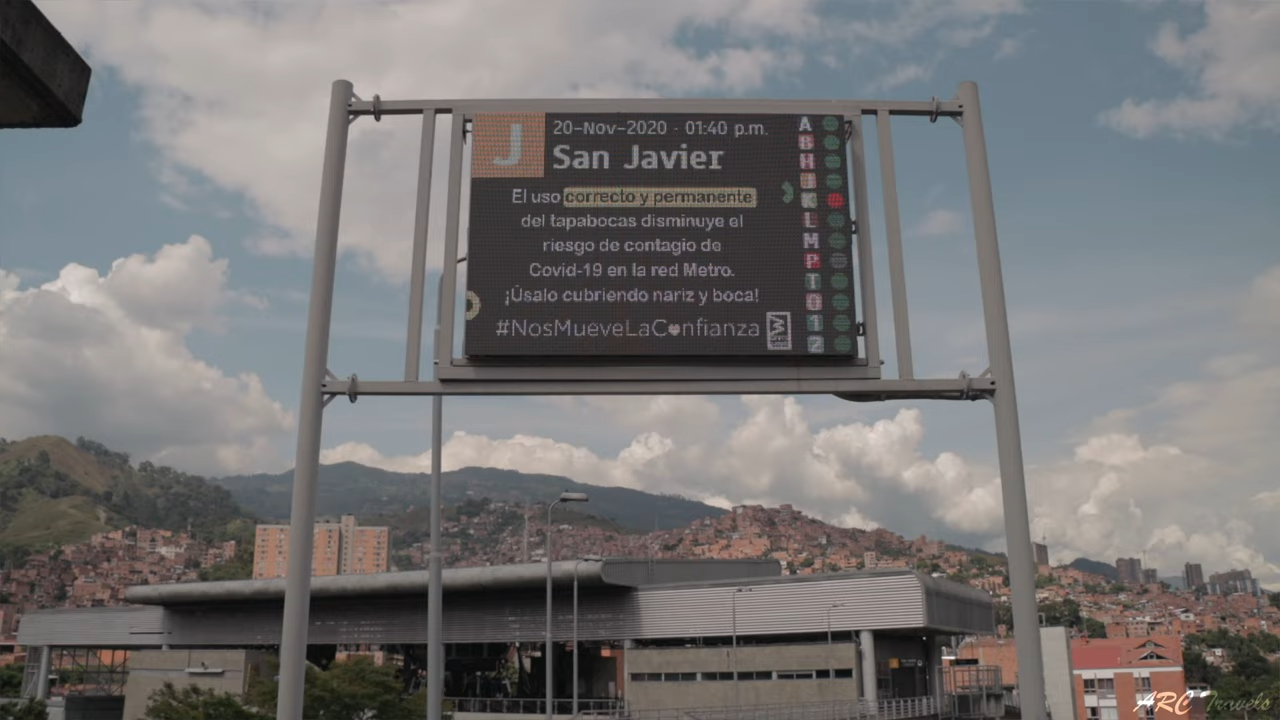 J
20-Nov-2020 - 01:40 p.m.
San Javier
El uso correcto y permanente
del tapabocas disminuye el
riesgo de contagio de
Covid-19 en la red Metro.
¡Úsalo cubriendo nariz y boca!
#NosMueveLaConfianza
A
B
H
J
K
L
M
P
T
O
1
2
ARC Travels